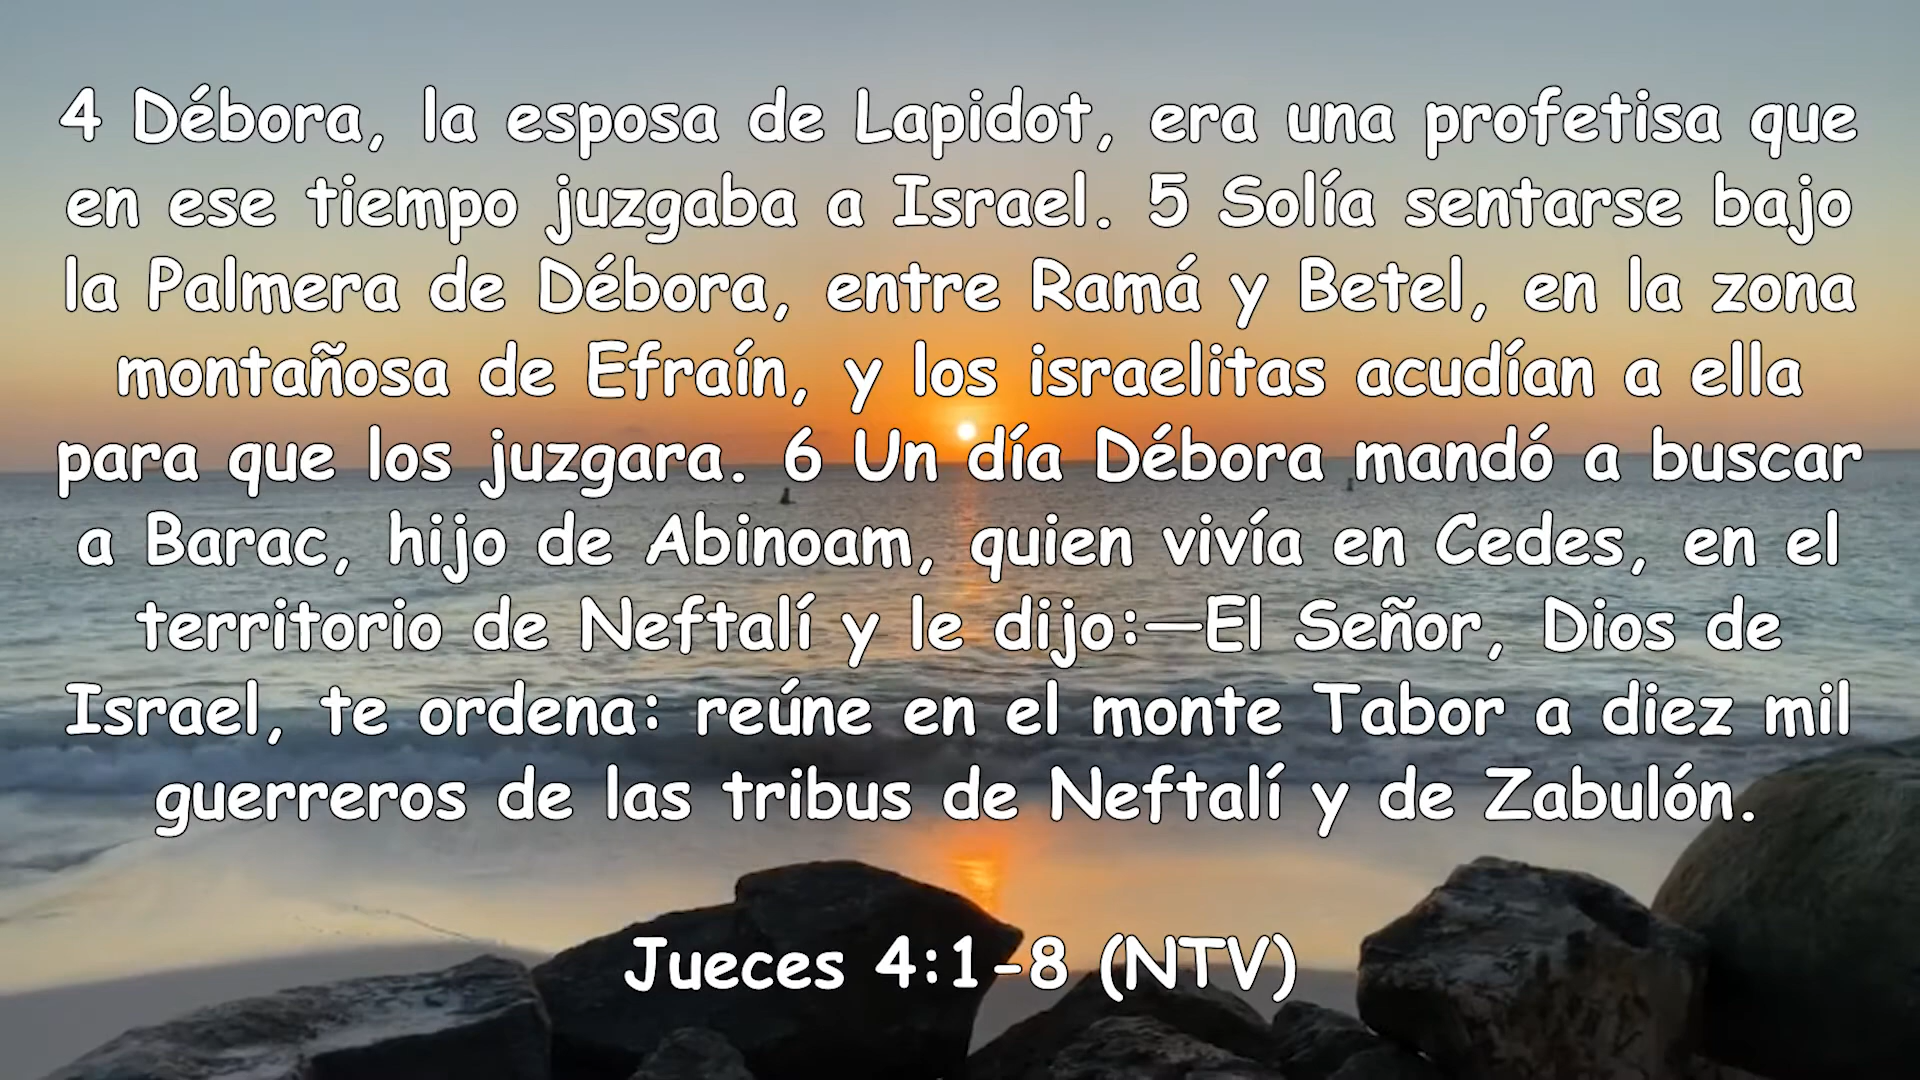 4 Débora, la esposa de Lapidot, era una profetisa que
en ese tiempo juzgaba a Israel. 5 Solía sentarse bajo
la Palmera de Débora, entre Ramá y Betel, en la zona
montañosa de Efraín, y los israelitas acudían a ella
para que los juzgara. 6 Un día Débora mandó a buscar
a Barac, hijo de Abinoam, quien vivía en Cedes, en el
territorio de Neftalí y le dijo:—El Señor, Dios de
Israel, te ordena: reúne en el monte Tabor a diez mil
guerreros de las tribus de Neftalí y de Zabulón.
Jueces 4:1-8 (NTV)